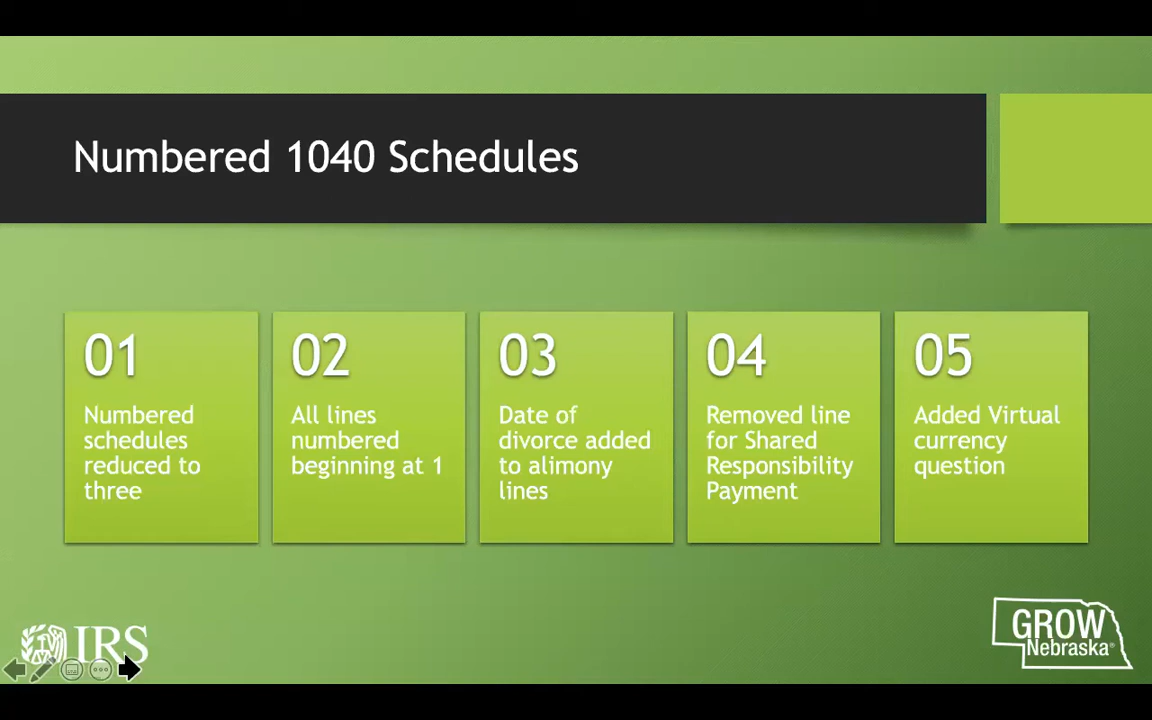 Numbered 1040 Schedules
01
Numbered
schedules
reduced to
three
02
All lines
numbered
beginning at 1
03
Date of
divorce added
to alimony
lines
04
Removed line
for Shared
Responsibility
Payment
05
Added Virtual
currency
question
IRS
GROW
Nebraska®